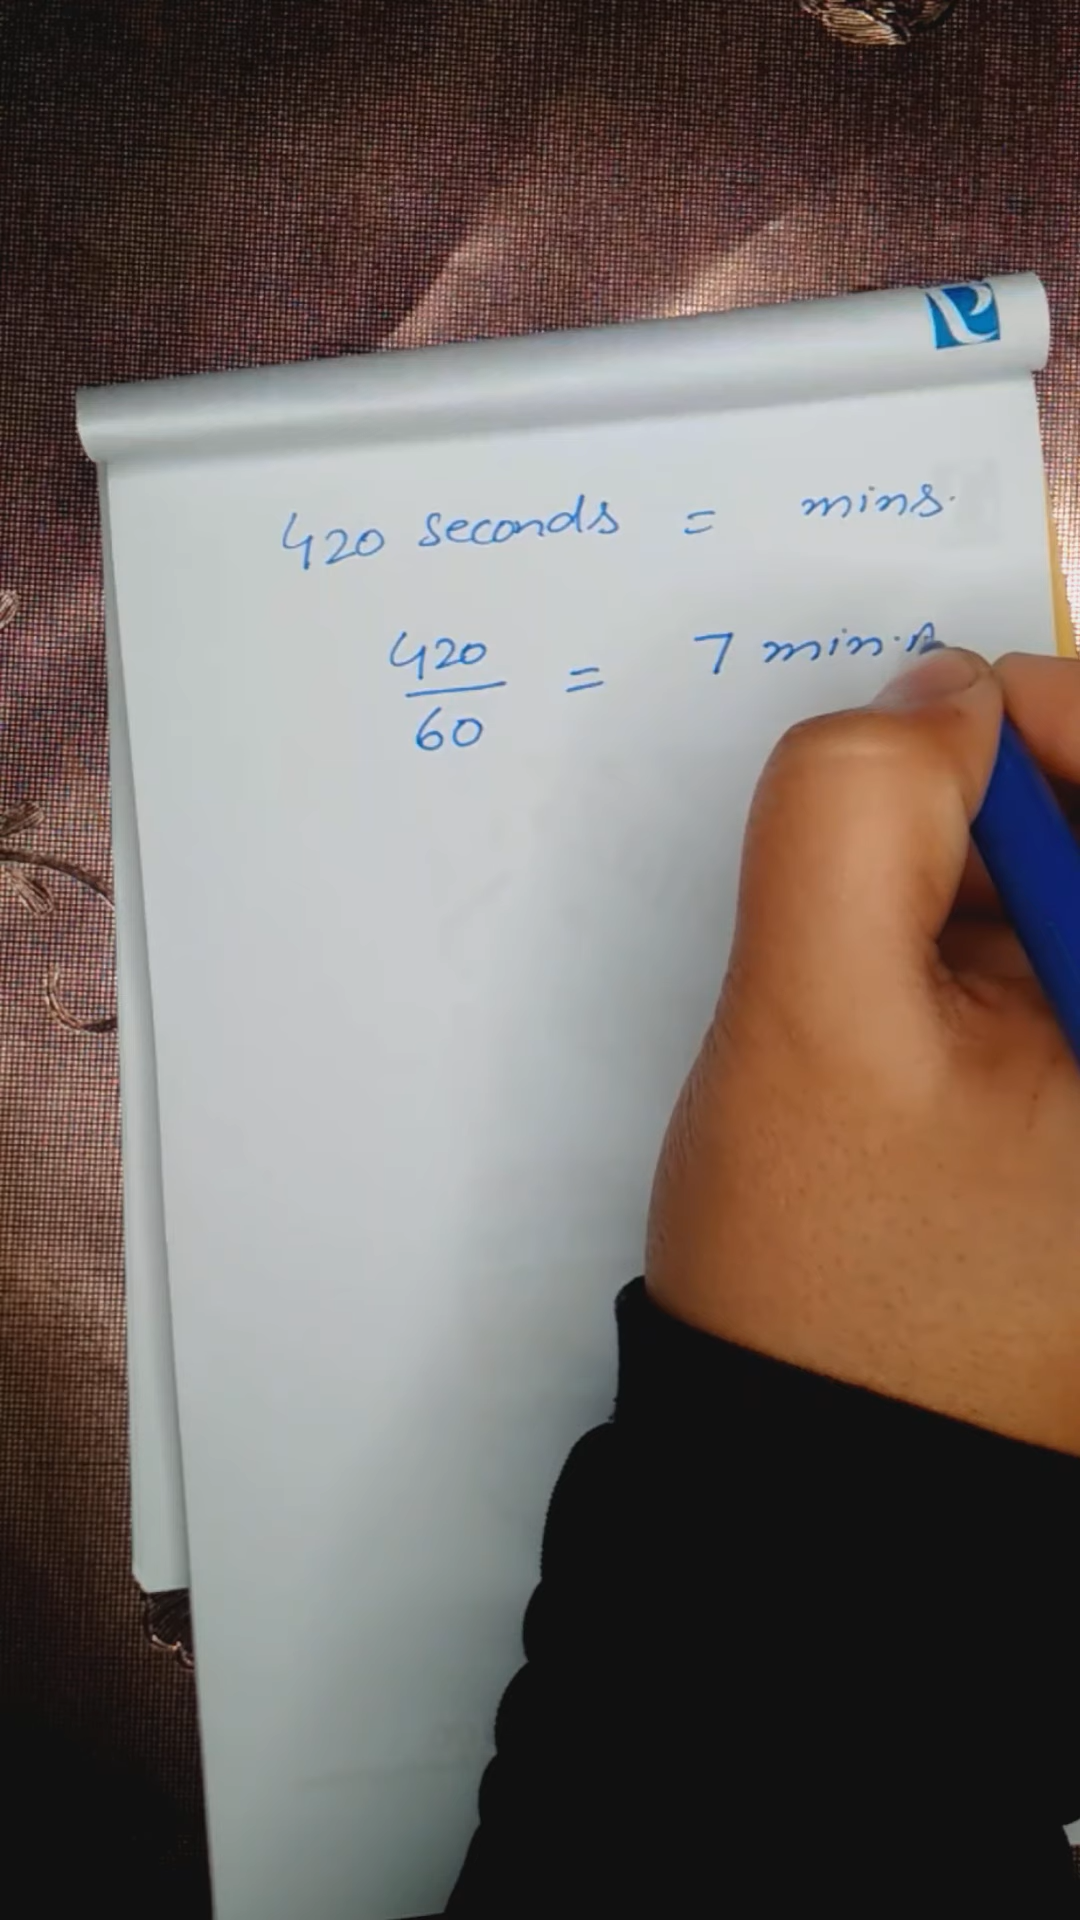 420 seconds = mins.
420
60
= 7 min.s